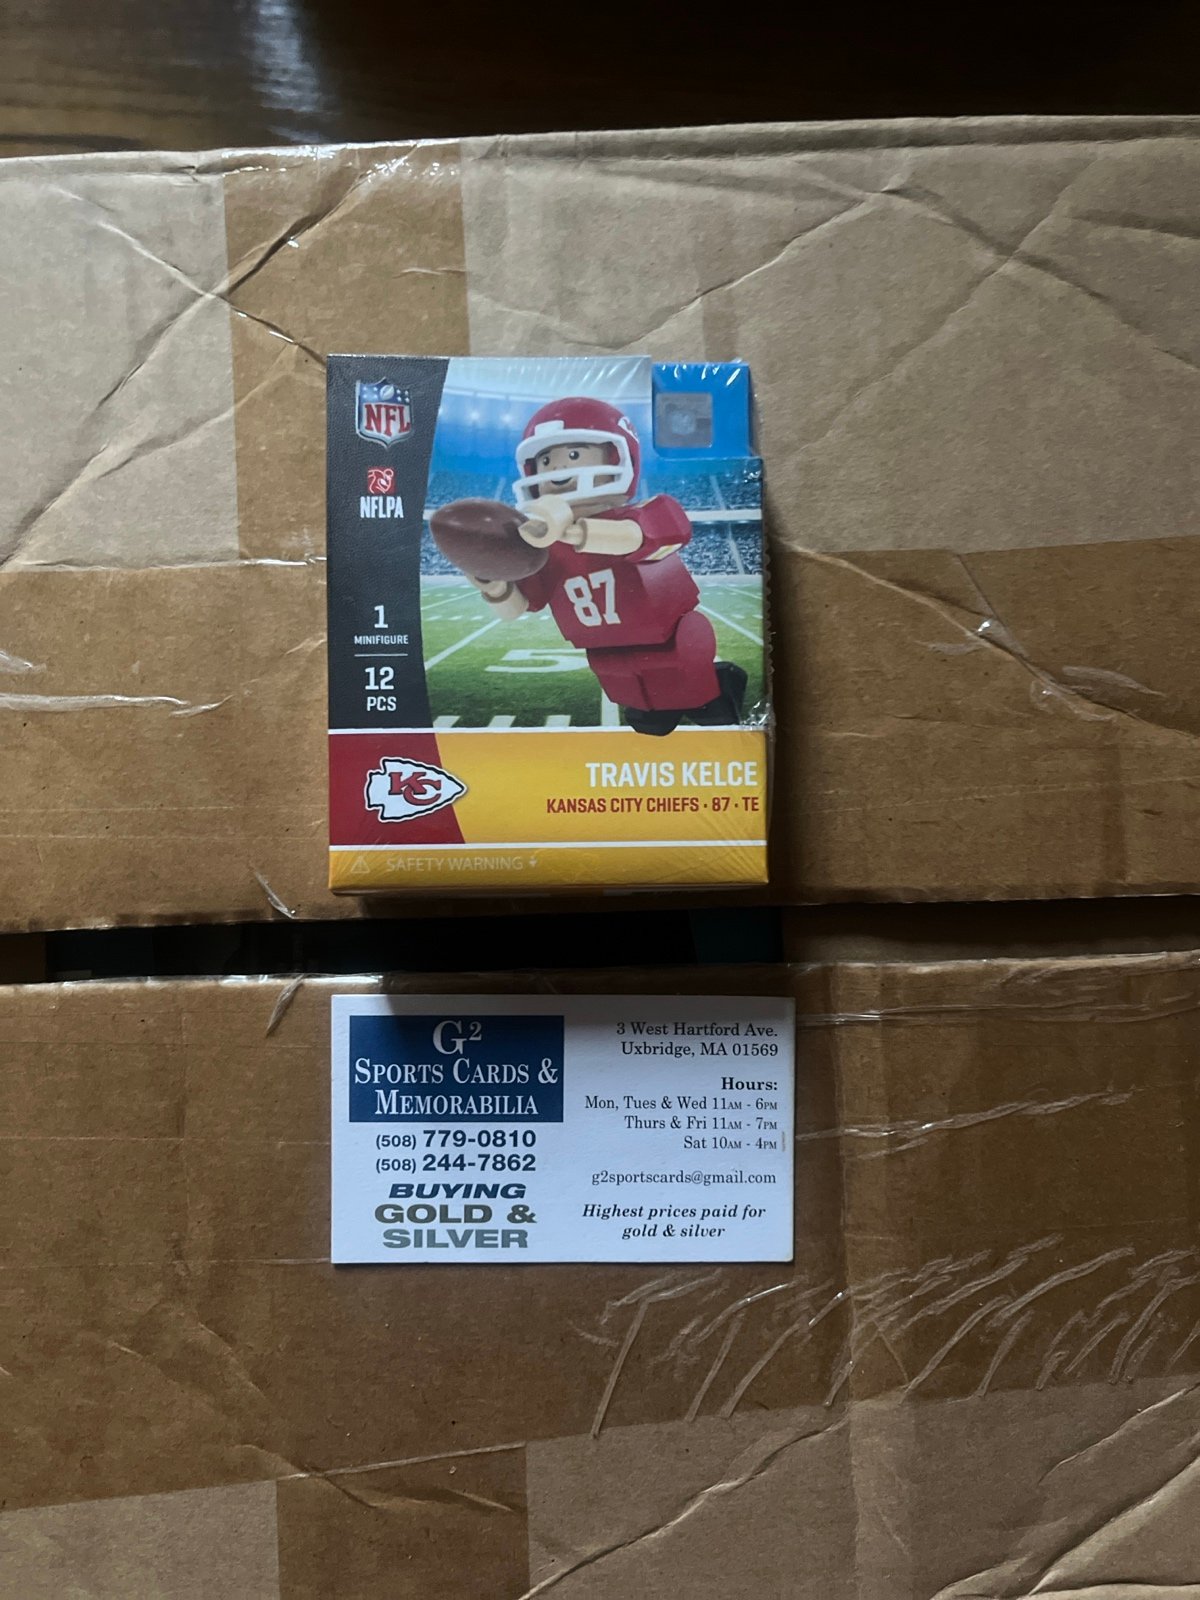 NFL
NFLPA
1
MINIFIGURE
12
PCS
87
5
KC
TRAVIS KELCE
KANSAS CITY CHIEFS · 87 · TE
SAFETY WARNING
G²
SPORTS CARDS &
MEMORABILIA
(508) 779-0810
(508) 244-7862
BUYING
GOLD &
SILVER
3 West Hartford Ave.
Uxbridge, MA 01569
Hours:
Mon, Tues & Wed 11AM - 6PM
Thurs & Fri 11AM - 7PM
Sat 10AM - 4PM
g2sportscards@gmail.com
Highest prices paid for
gold & silver